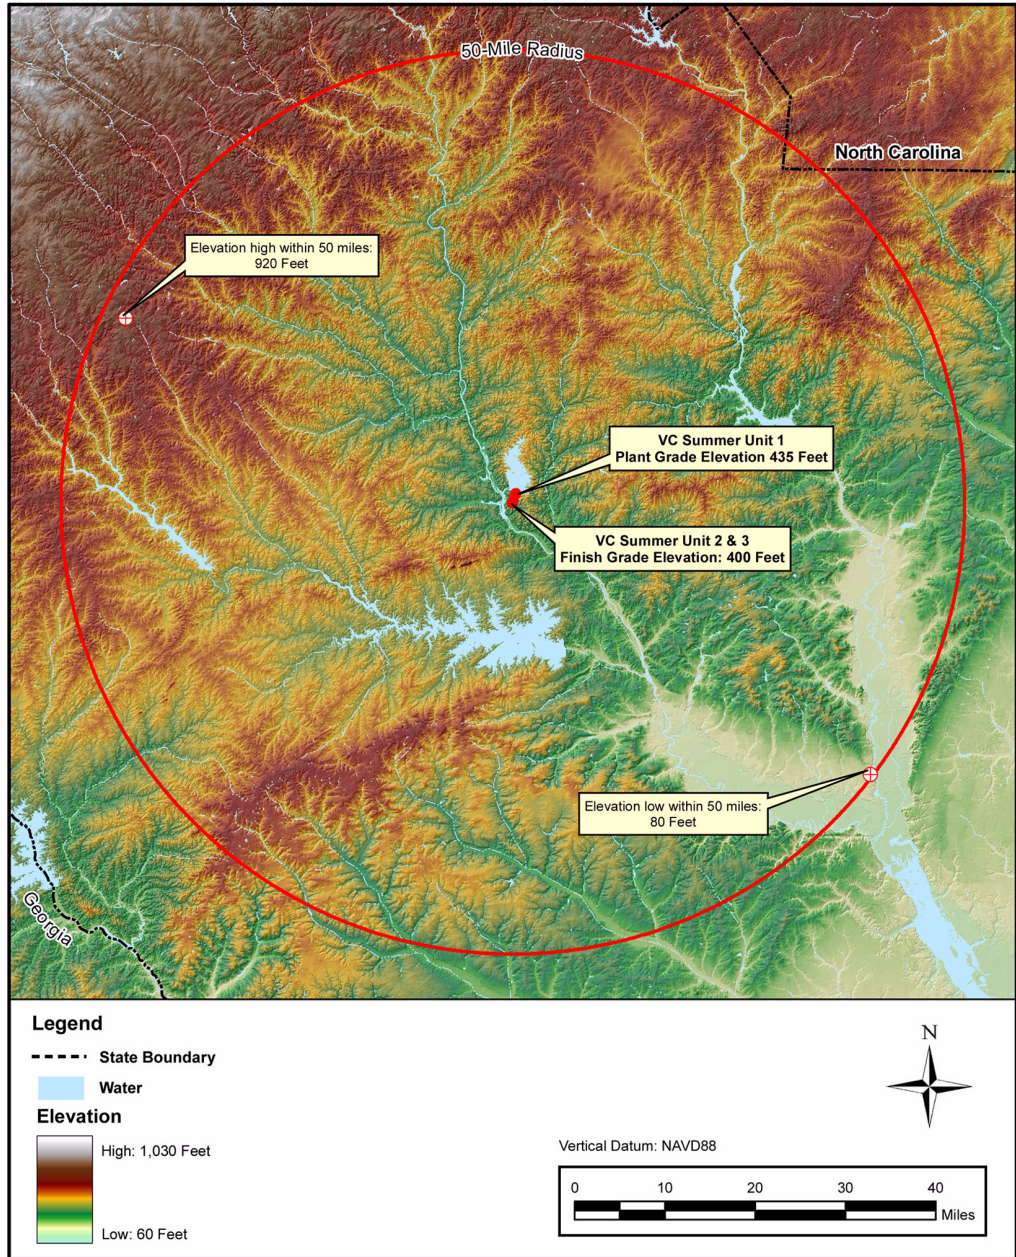 50-Mile Radius
North Carolina
Elevation high within 50 miles:
920 Feet
VC Summer Unit 1
Plant Grade Elevation 435 Feet
VC Summer Unit 2 & 3
Finish Grade Elevation: 400 Feet
Elevation low within 50 miles:
80 Feet
Georgia
Legend
State Boundary
Water
Elevation
High: 1,030 Feet
Low: 60 Feet
N
Vertical Datum: NAVD88
0 10 20 30 40
Miles